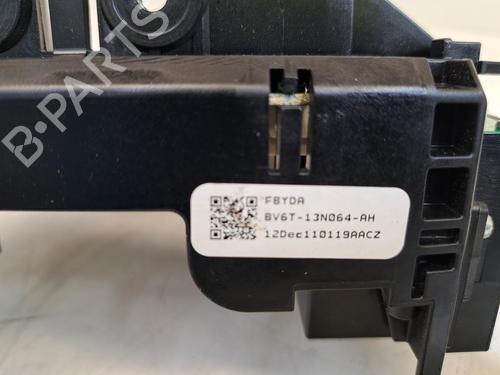 B-PARTS
FBYDA
BV6T-13N064-AH
12Dec110119AACZ